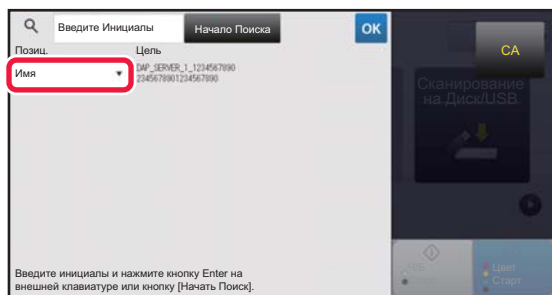 Введите Инициалы
Начало Поиска
OK
CA
Позиц.
Цель
Имя
DAP_SERVER_1_1234567890
2345678901234567890
Сканирование
на Диск/USB
Введите инициалы и нажмите кнопку Enter на
внешней клавиатуре или кнопку [Начать Поиск].
Ч/Б
Старт
Цвет
Старт